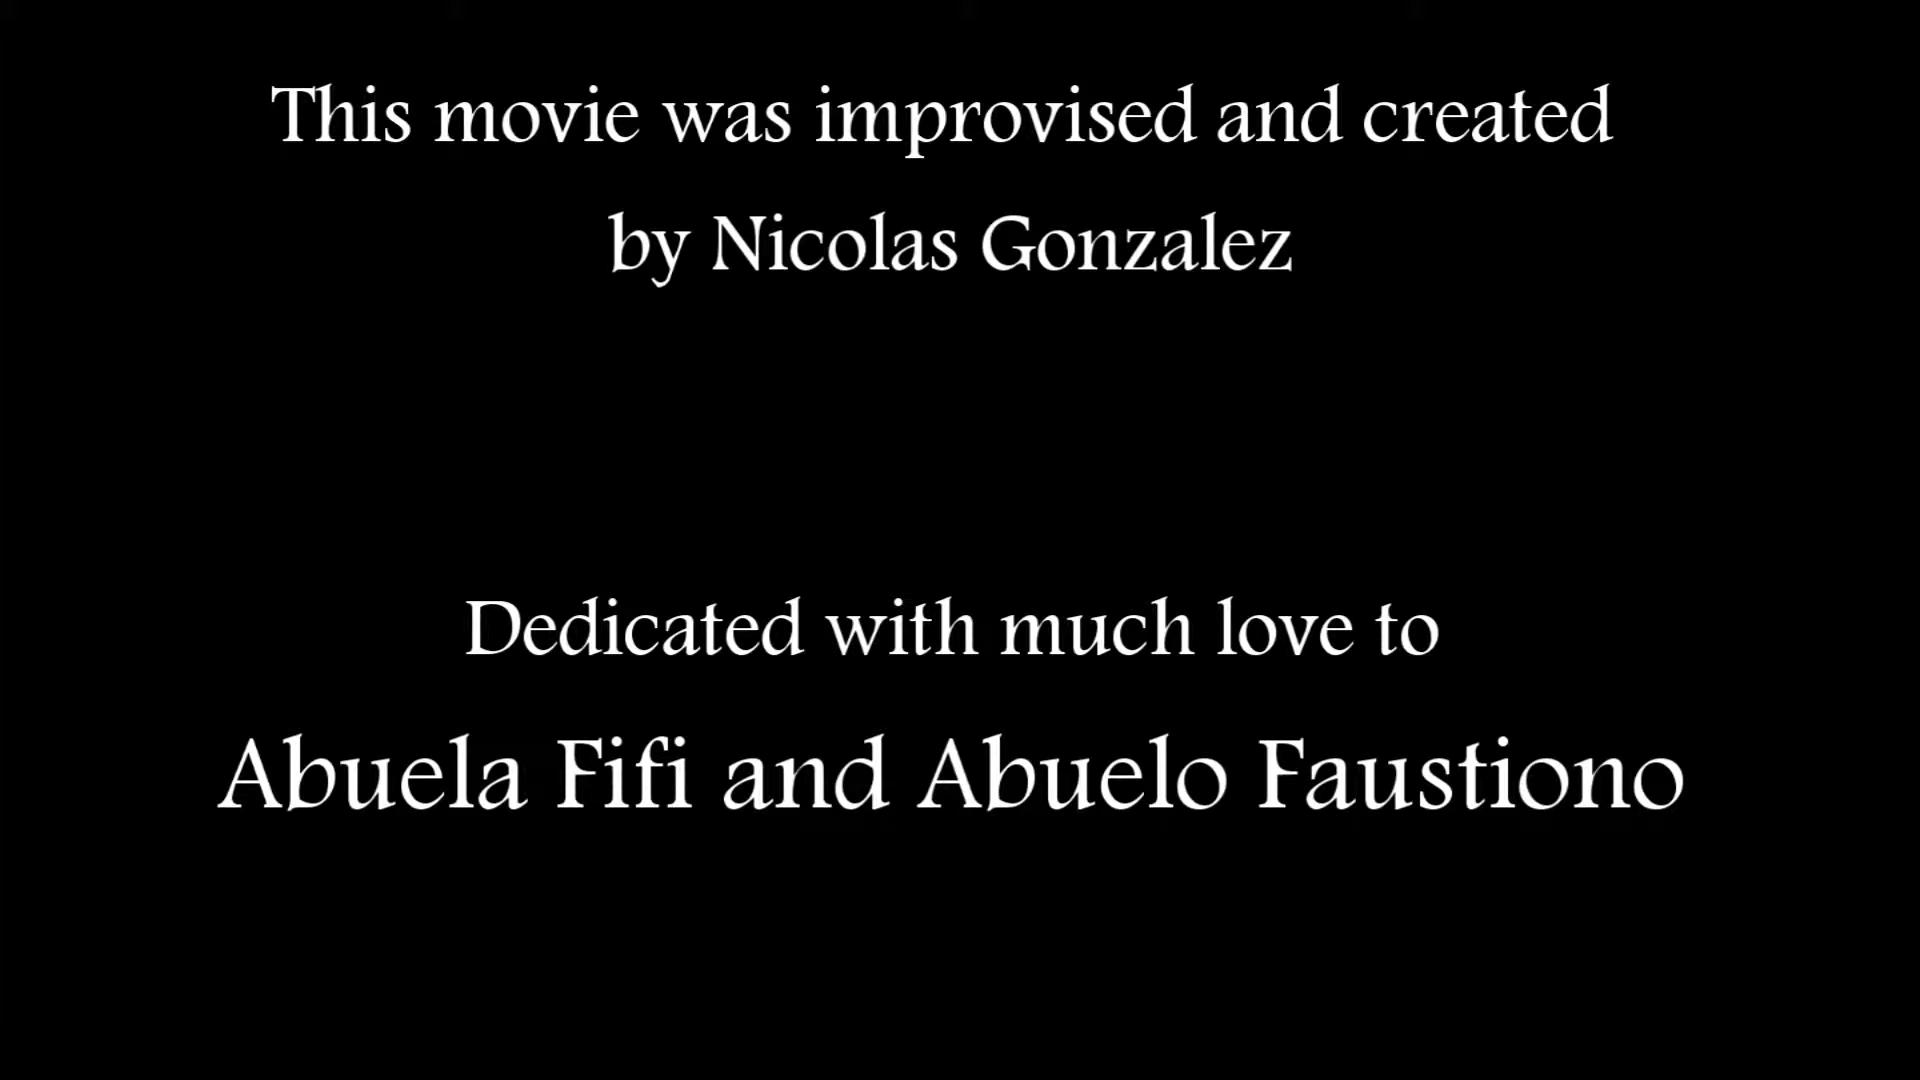 This movie was improvised and created
by Nicolas Gonzalez
Dedicated with much love to
Abuela Fifi and Abuelo Faustiono